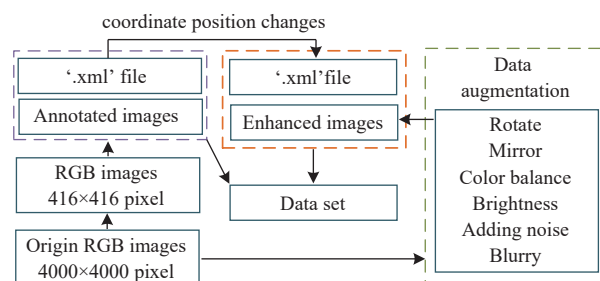 coordinate position changes
‘.xml’ file
Annotated images
RGB images
416×416 pixel
Origin RGB images
4000×4000 pixel
‘.xml’file
Enhanced images
Data set
Data
augmentation
Rotate
Mirror
Color balance
Brightness
Adding noise
Blurry